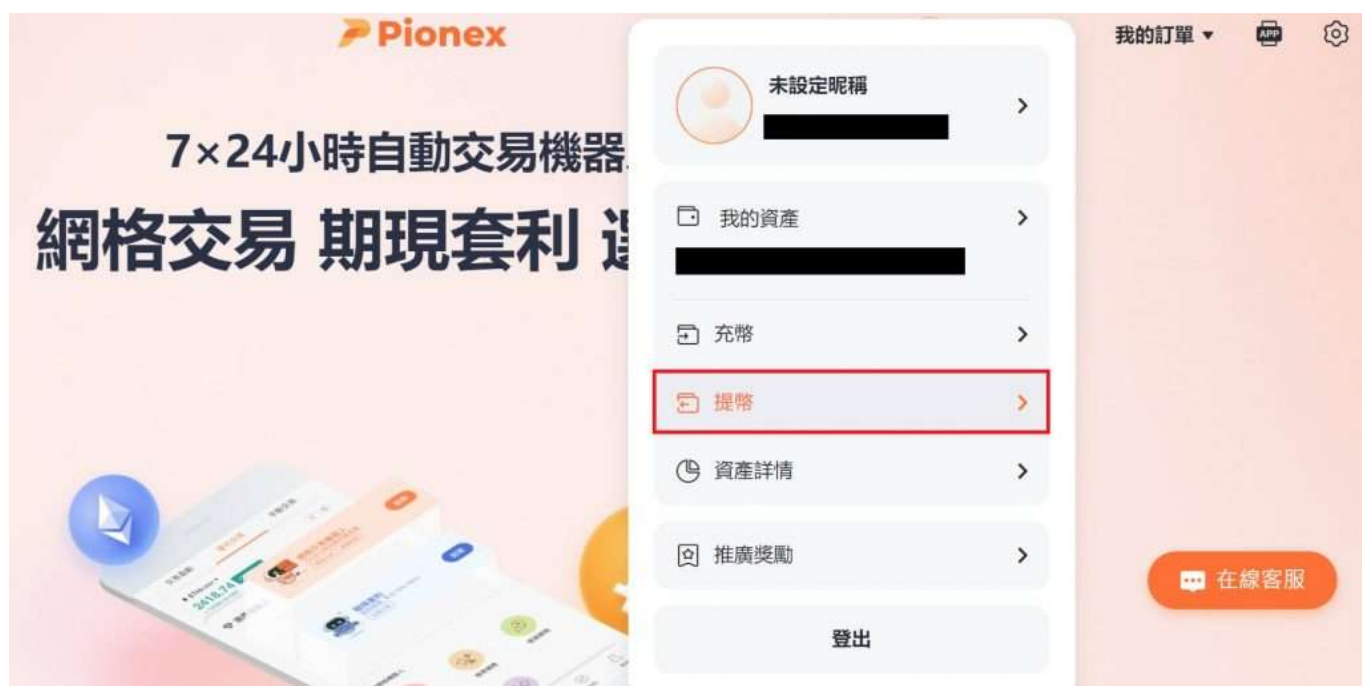 Pionex
我的訂單
APP
7×24小時自動交易機器
網格交易 期現套利
未設定昵稱
我的資產
充幣
提幣
資產詳情
推廣獎勵
登出
2618.74
在線客服